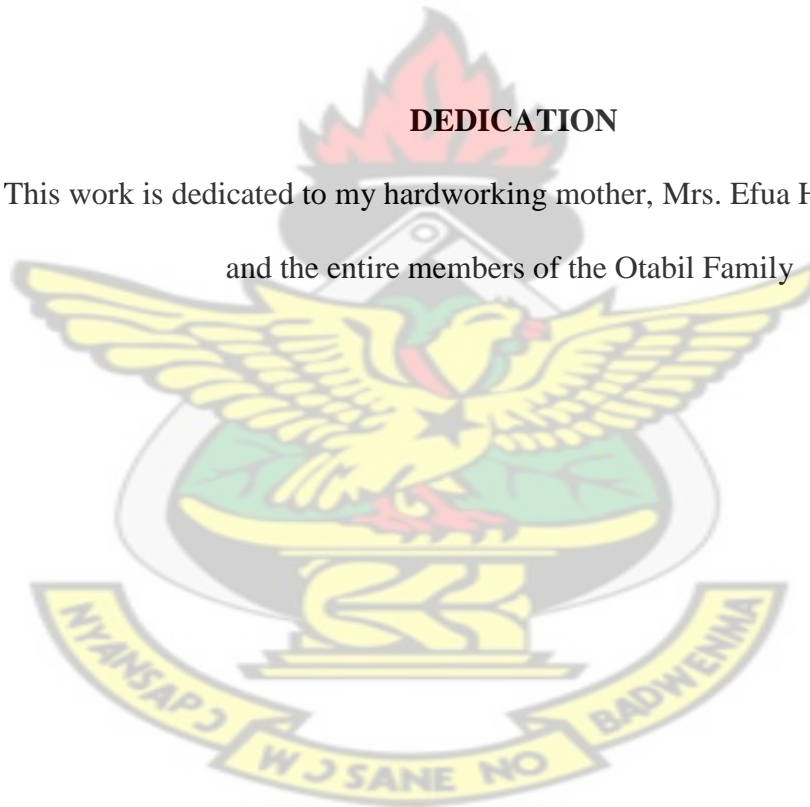 DEDICATION
This work is dedicated to my hardworking mother, Mrs. Efua
and the entire members of the Otabil Family
NYANSAPƆ WƆSANE NO BADWENMA